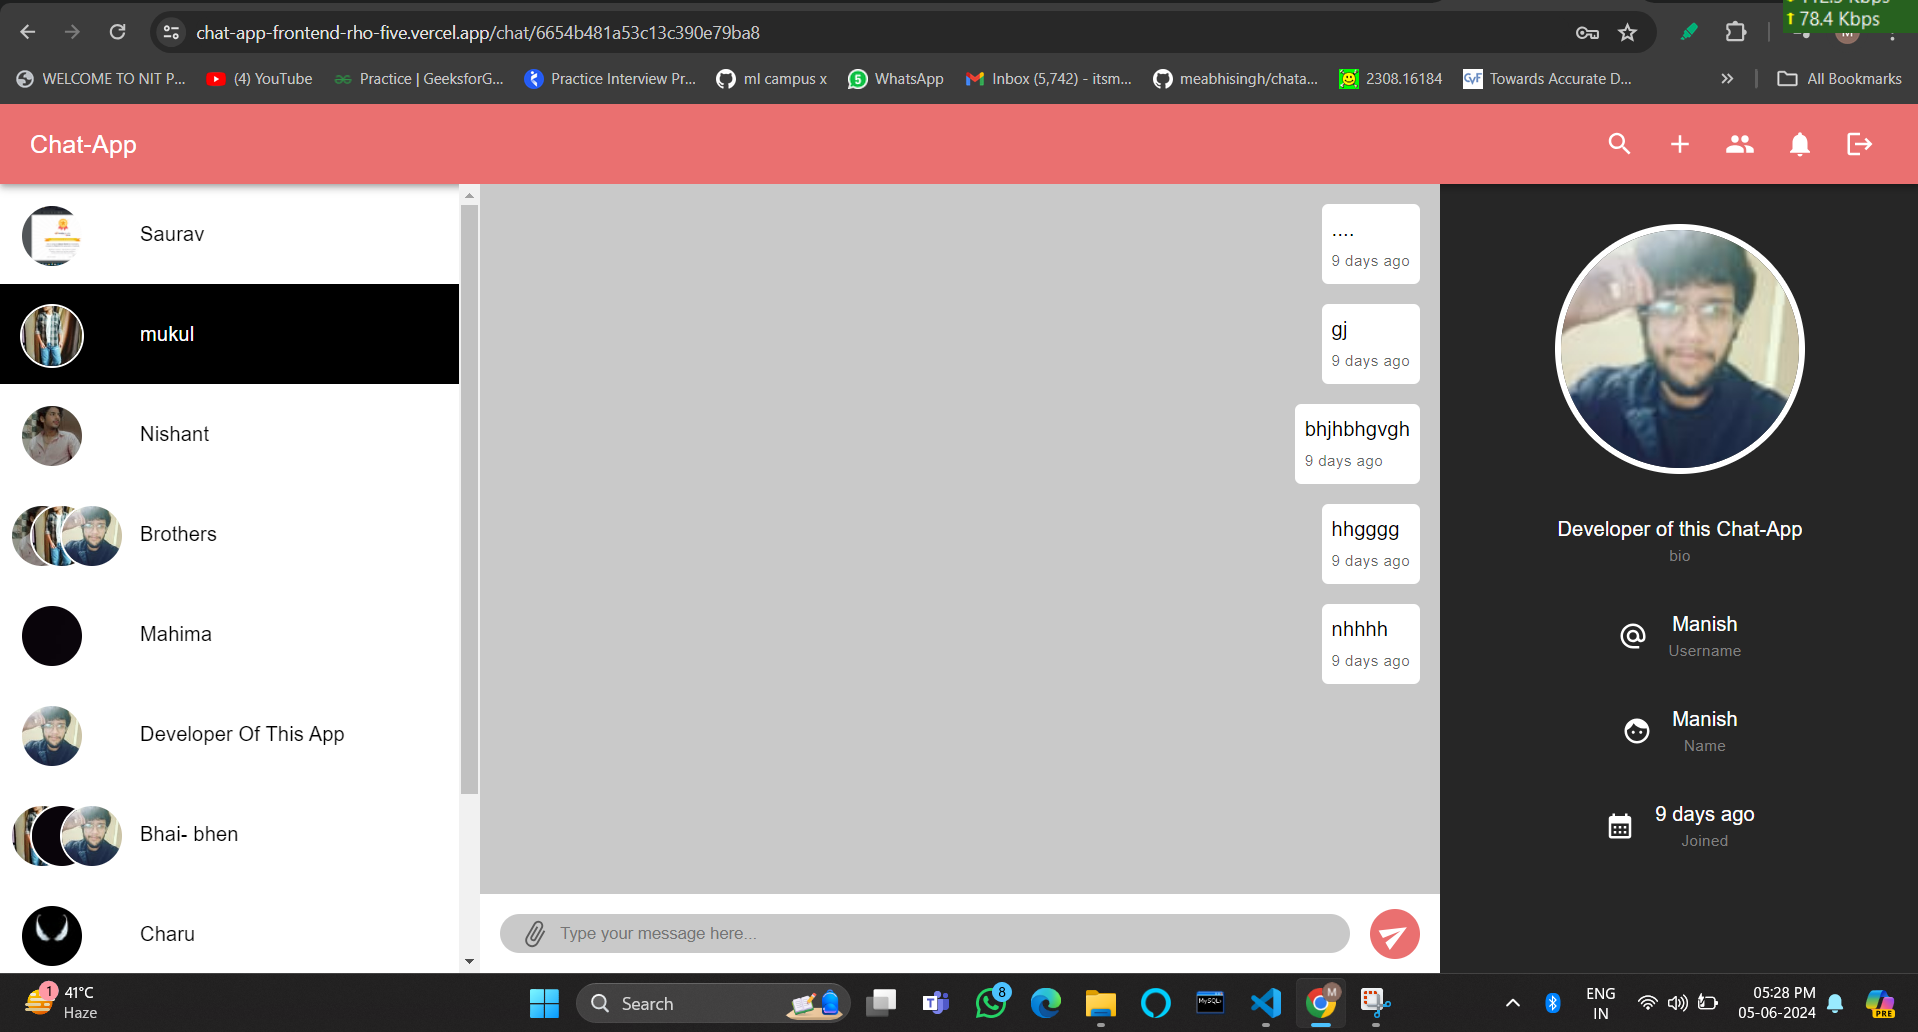 78.4 Kbps
chat-app-frontend-rho-five.vercel.app/chat/6654b481a53c13c390e79ba8
WELCOME TO NIT P... (4) YouTube Practice | GeeksforG... Practice Interview Pr... ml campus x WhatsApp Inbox (5,742) - itsm... meabhisingh/chata... 2308.16184 Towards Accurate D... » All Bookmarks
Chat-App
Saurav
mukul
Nishant
Brothers
Mahima
Developer Of This App
Bhai- bhen
Charu
....
9 days ago
gj
9 days ago
bhjhbhgvgh
9 days ago
hhgggg
9 days ago
nhhhh
9 days ago
Type your message here...
Developer of this Chat-App
bio
Manish
Username
Manish
Name
9 days ago
Joined
1 41°C
Haze
Search
8
M
ENG
IN
05:28 PM
05-06-2024
PRE